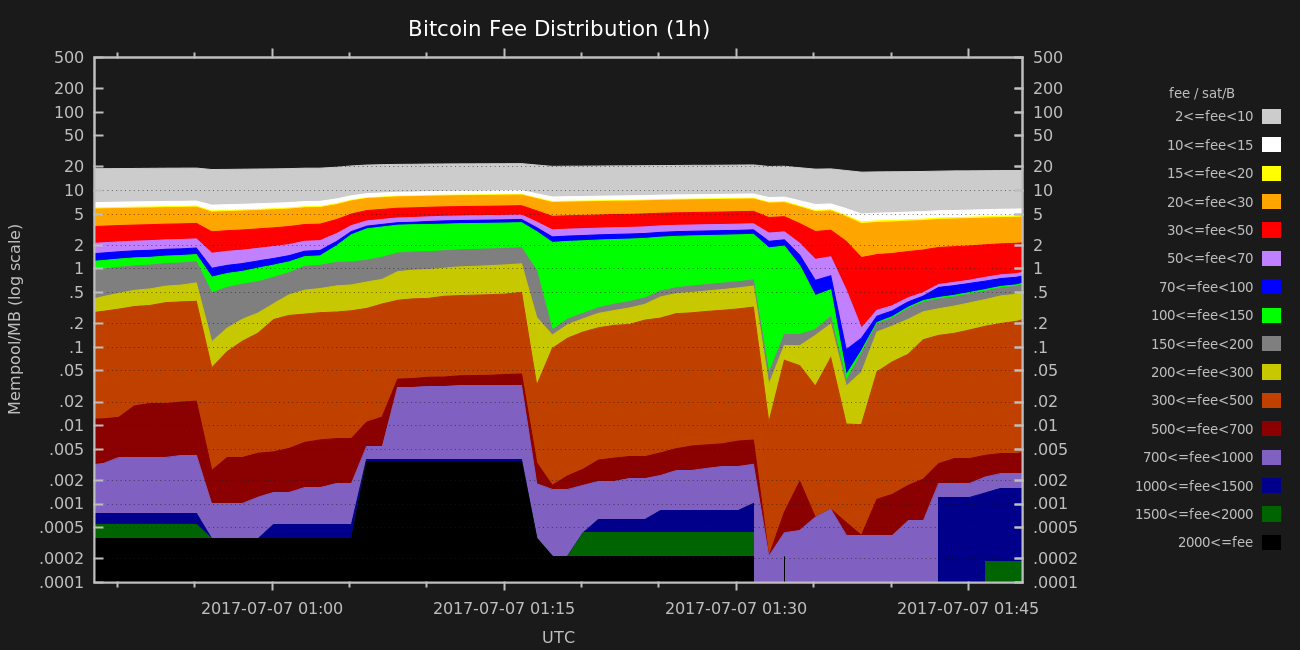 Bitcoin Fee Distribution (1h)
500 500
200 200
100 100
50 50
20 20
10 10
5 5
2 2
1 1
.5 .5
.2 .2
.1 .1
.05 .05
.02 .02
.01 .01
.005 .005
.002 .002
.001 .001
.0005 .0005
.0002 .0002
.0001 .0001
Mempool/MB (log scale)
2017-07-07 01:00 2017-07-07 01:15 2017-07-07 01:30 2017-07-07 01:45
UTC
fee / sat/B
2<=fee<10
10<=fee<15
15<=fee<20
20<=fee<30
30<=fee<50
50<=fee<70
70<=fee<100
100<=fee<150
150<=fee<200
200<=fee<300
300<=fee<500
500<=fee<700
700<=fee<1000
1000<=fee<1500
1500<=fee<2000
2000<=fee